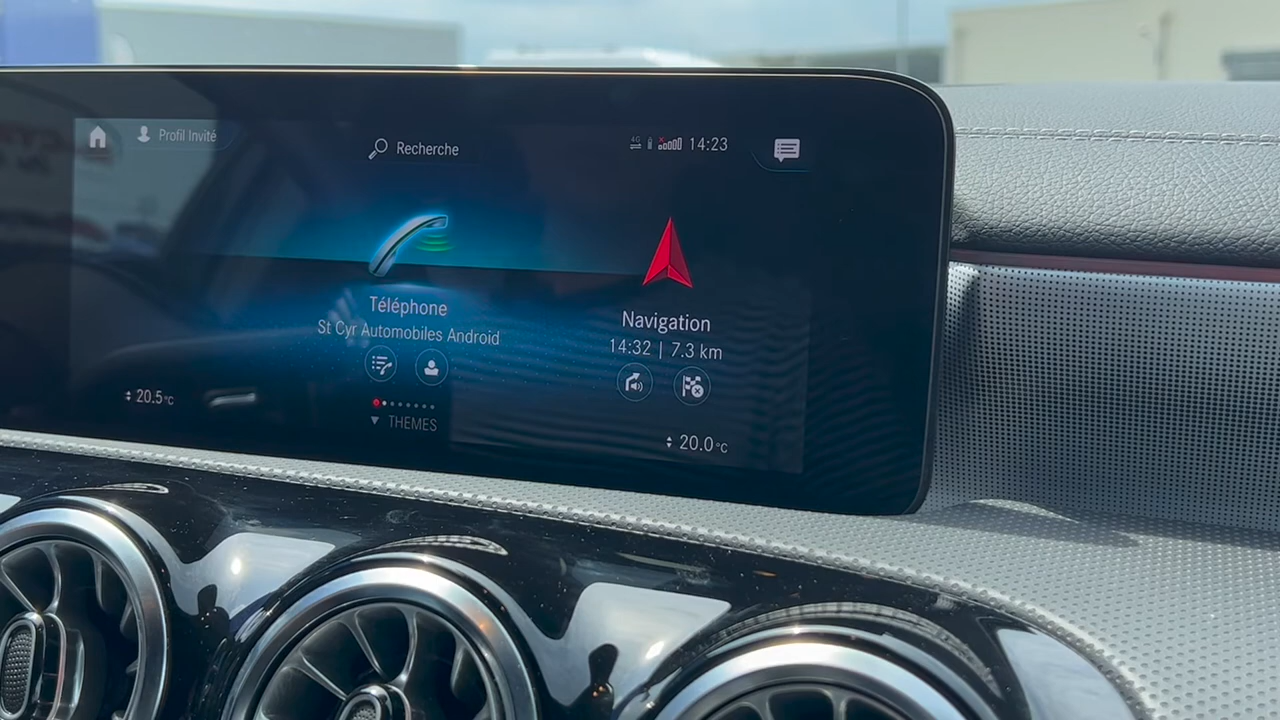 Profil Invité
Recherche
4G
14:23
Téléphone
St Cyr Automobiles Android
Navigation
14:32 | 7.3 km
20.5°C
THEMES
20.0°C